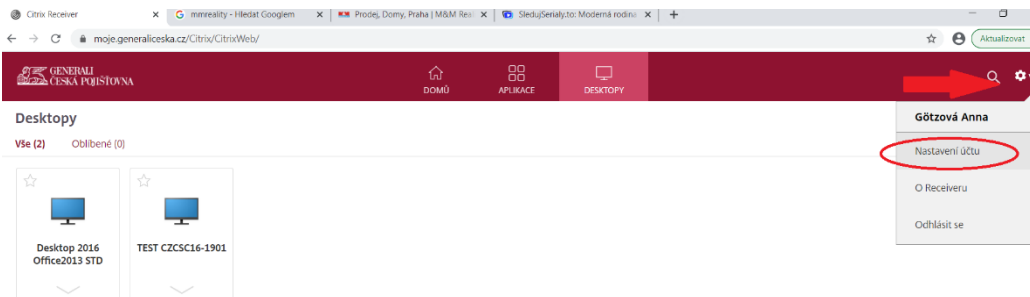 Citrix Receiver
mmreality - Hledat Googlem
Prodej, Domy, Praha | M&M Real
SledujSerialy.to: Moderná rodina
moje.generaliceska.cz/Citrix/CitrixWeb/
Aktualizovat
GENERALI
ČESKÁ POJIŠŤOVNA
DOMŮ
APLIKACE
DESKTOPY
Desktopy
Götzová Anna
Vše (2)
Oblíbené (0)
Nastavení účtu
O Receiveru
Odhlásit se
Desktop 2016
Office2013 STD
TEST CZCSC16-1901